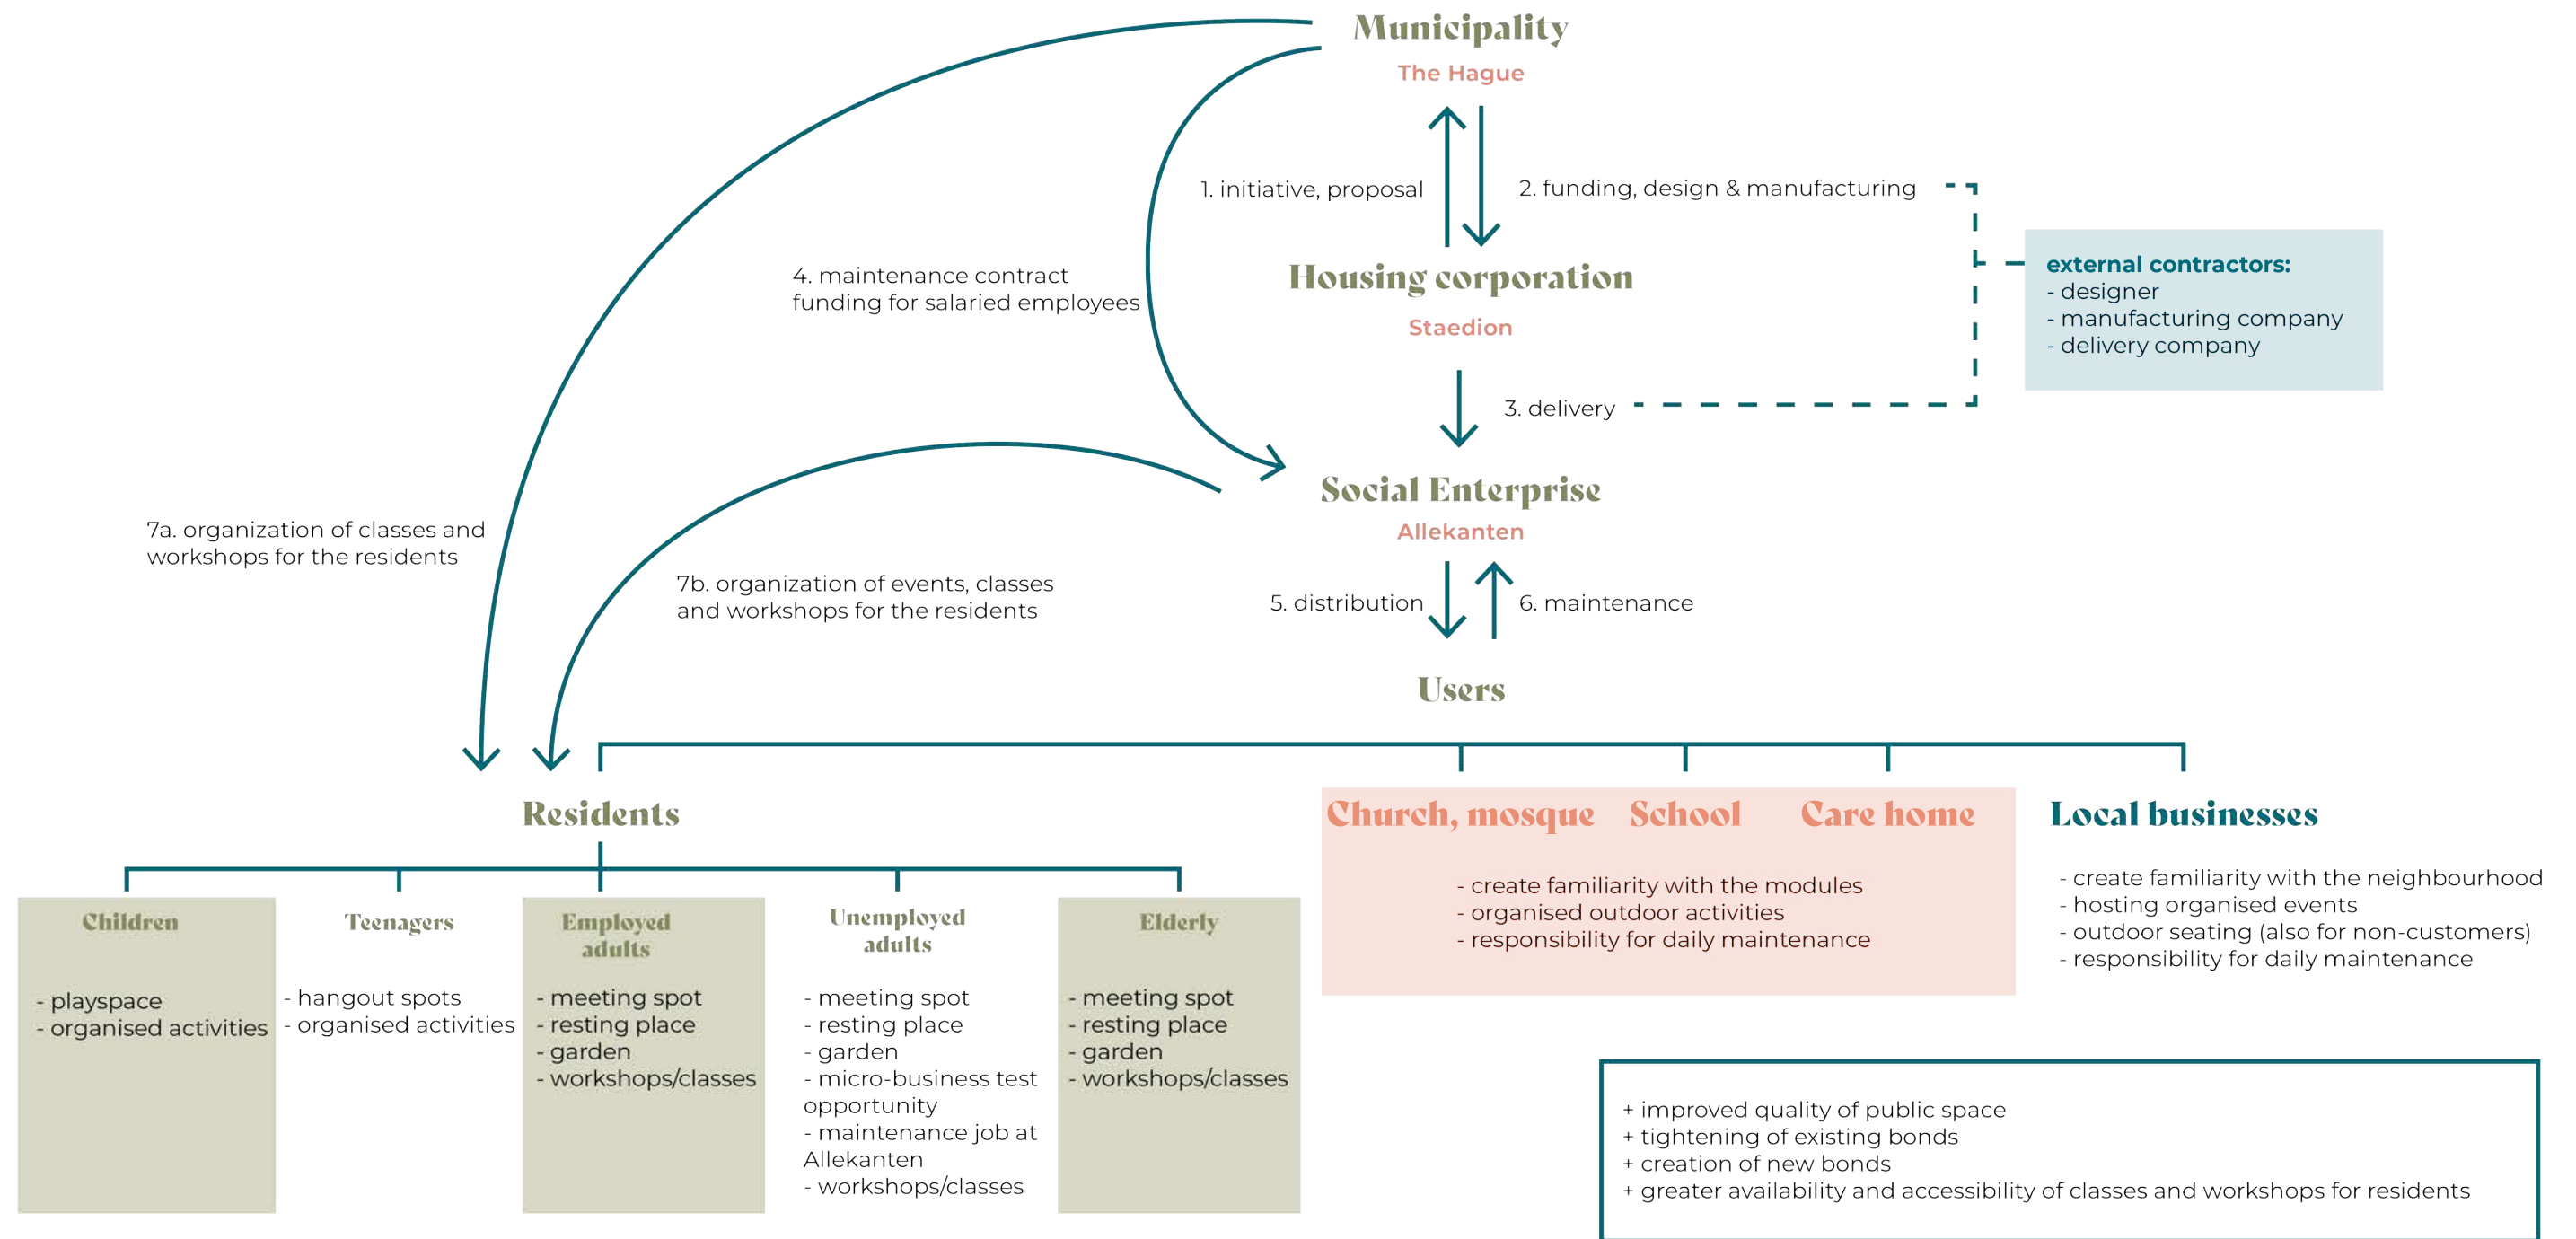 Municipality
The Hague
1. initiative, proposal
2. funding, design & manufacturing
external contractors:
- designer
- manufacturing company
- delivery company
4. maintenance contract
funding for salaried employees
Housing corporation
Staedion
3. delivery
Social Enterprise
Allekanten
7a. organization of classes and
workshops for the residents
7b. organization of events, classes
and workshops for the residents
5. distribution
6. maintenance
Users
Residents
Church, mosque
School
Care home
- create familiarity with the modules
- organised outdoor activities
- responsibility for daily maintenance
Local businesses
- create familiarity with the neighbourhood
- hosting organised events
- outdoor seating (also for non-customers)
- responsibility for daily maintenance
Children
- playspace
- organised activities
Teenagers
- hangout spots
- organised activities
Employed
adults
- meeting spot
- resting place
- garden
- workshops/classes
Unemployed
adults
- meeting spot
- resting place
- garden
- micro-business test
opportunity
- maintenance job at
Allekanten
- workshops/classes
Elderly
- meeting spot
- resting place
- garden
- workshops/classes
+ improved quality of public space
+ tightening of existing bonds
+ creation of new bonds
+ greater availability and accessibility of classes and workshops for residents